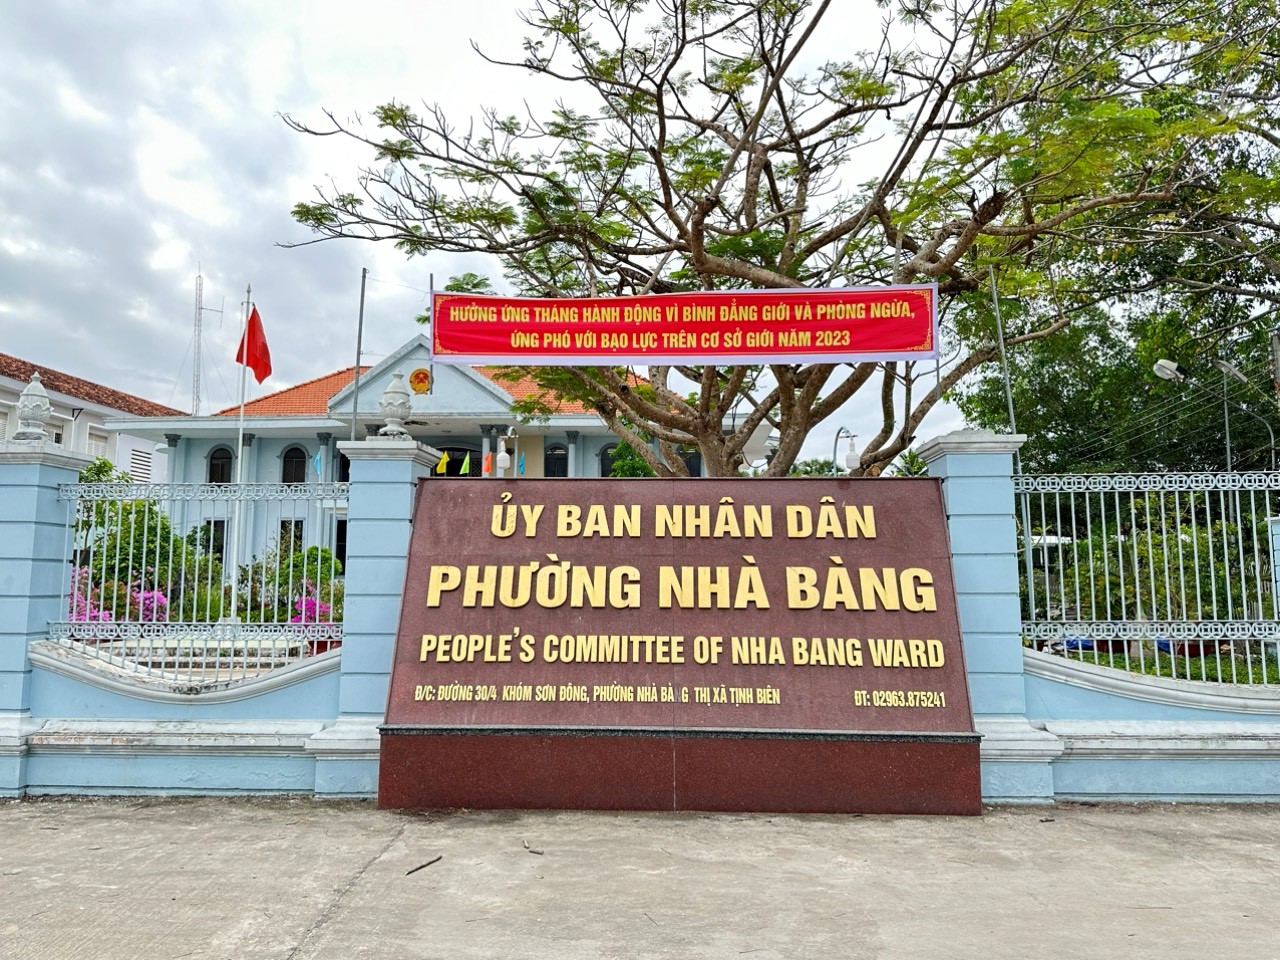 HƯỞNG ỨNG THÁNG HÀNH ĐỘNG VÌ BÌNH ĐẲNG GIỚI VÀ PHÒNG NGỪA,
ỨNG PHÓ VỚI BẠO LỰC TRÊN CƠ SỞ GIỚI NĂM 2023
ỦY BAN NHÂN DÂN
PHƯỜNG NHÀ BÀNG
PEOPLE'S COMMITTEE OF NHA BANG WARD
Đ/C: ĐƯỜNG 30/4 KHÓM SƠN ĐÔNG, PHƯỜNG NHÀ BÀNG THỊ XÃ TỊNH BIÊN ĐT: 02963.875241